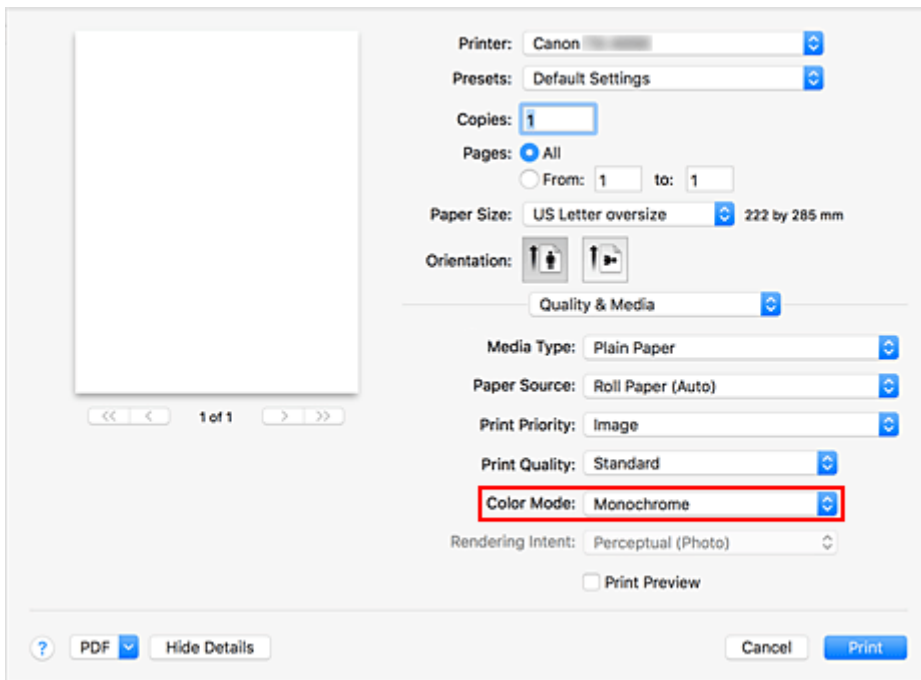 Printer: Canon
Presets: Default Settings
Copies: 1
Pages: All
From: 1 to: 1
Paper Size: US Letter oversize 222 by 285 mm
Orientation:
Quality & Media
Media Type: Plain Paper
Paper Source: Roll Paper (Auto)
1 of 1
Print Priority: Image
Print Quality: Standard
Color Mode: Monochrome
Rendering Intent: Perceptual (Photo)
Print Preview
? PDF Hide Details Cancel Print